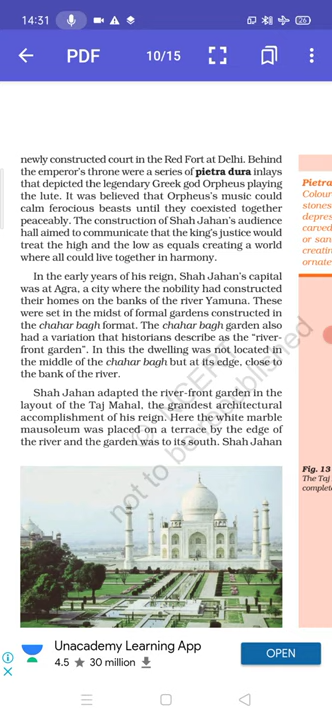 14:31
26
PDF
10/15
newly constructed court in the Red Fort at Delhi. Behind
the emperor's throne were a series of pietra dura inlays
that depicted the legendary Greek god Orpheus playing
the lute. It was believed that Orpheus's music could
calm ferocious beasts until they coexisted together
peaceably. The construction of Shah Jahan's audience
hall aimed to communicate that the king's justice would
treat the high and the low as equals creating a world
where all could live together in harmony.
In the early years of his reign, Shah Jahan's capital
was at Agra, a city where the nobility had constructed
their homes on the banks of the river Yamuna. These
were set in the midst of formal gardens constructed in
the chahar bagh format. The chahar bagh garden also
had a variation that historians describe as the "river-
front garden". In this the dwelling was not located in
the middle of the chahar bagh but at its edge, close to
the bank of the river.
Shah Jahan adapted the river-front garden in the
layout of the Taj Mahal, the grandest architectural
accomplishment of his reign. Here the white marble
mausoleum was placed on a terrace by the edge of
the river and the garden was to its south. Shah Jahan
not to be republished
Pietra
Colour
stones
depres
carved
or san
creatin
ornate
Fig. 13
The Taj
complet
Unacademy Learning App
4.5 ★ 30 million
OPEN